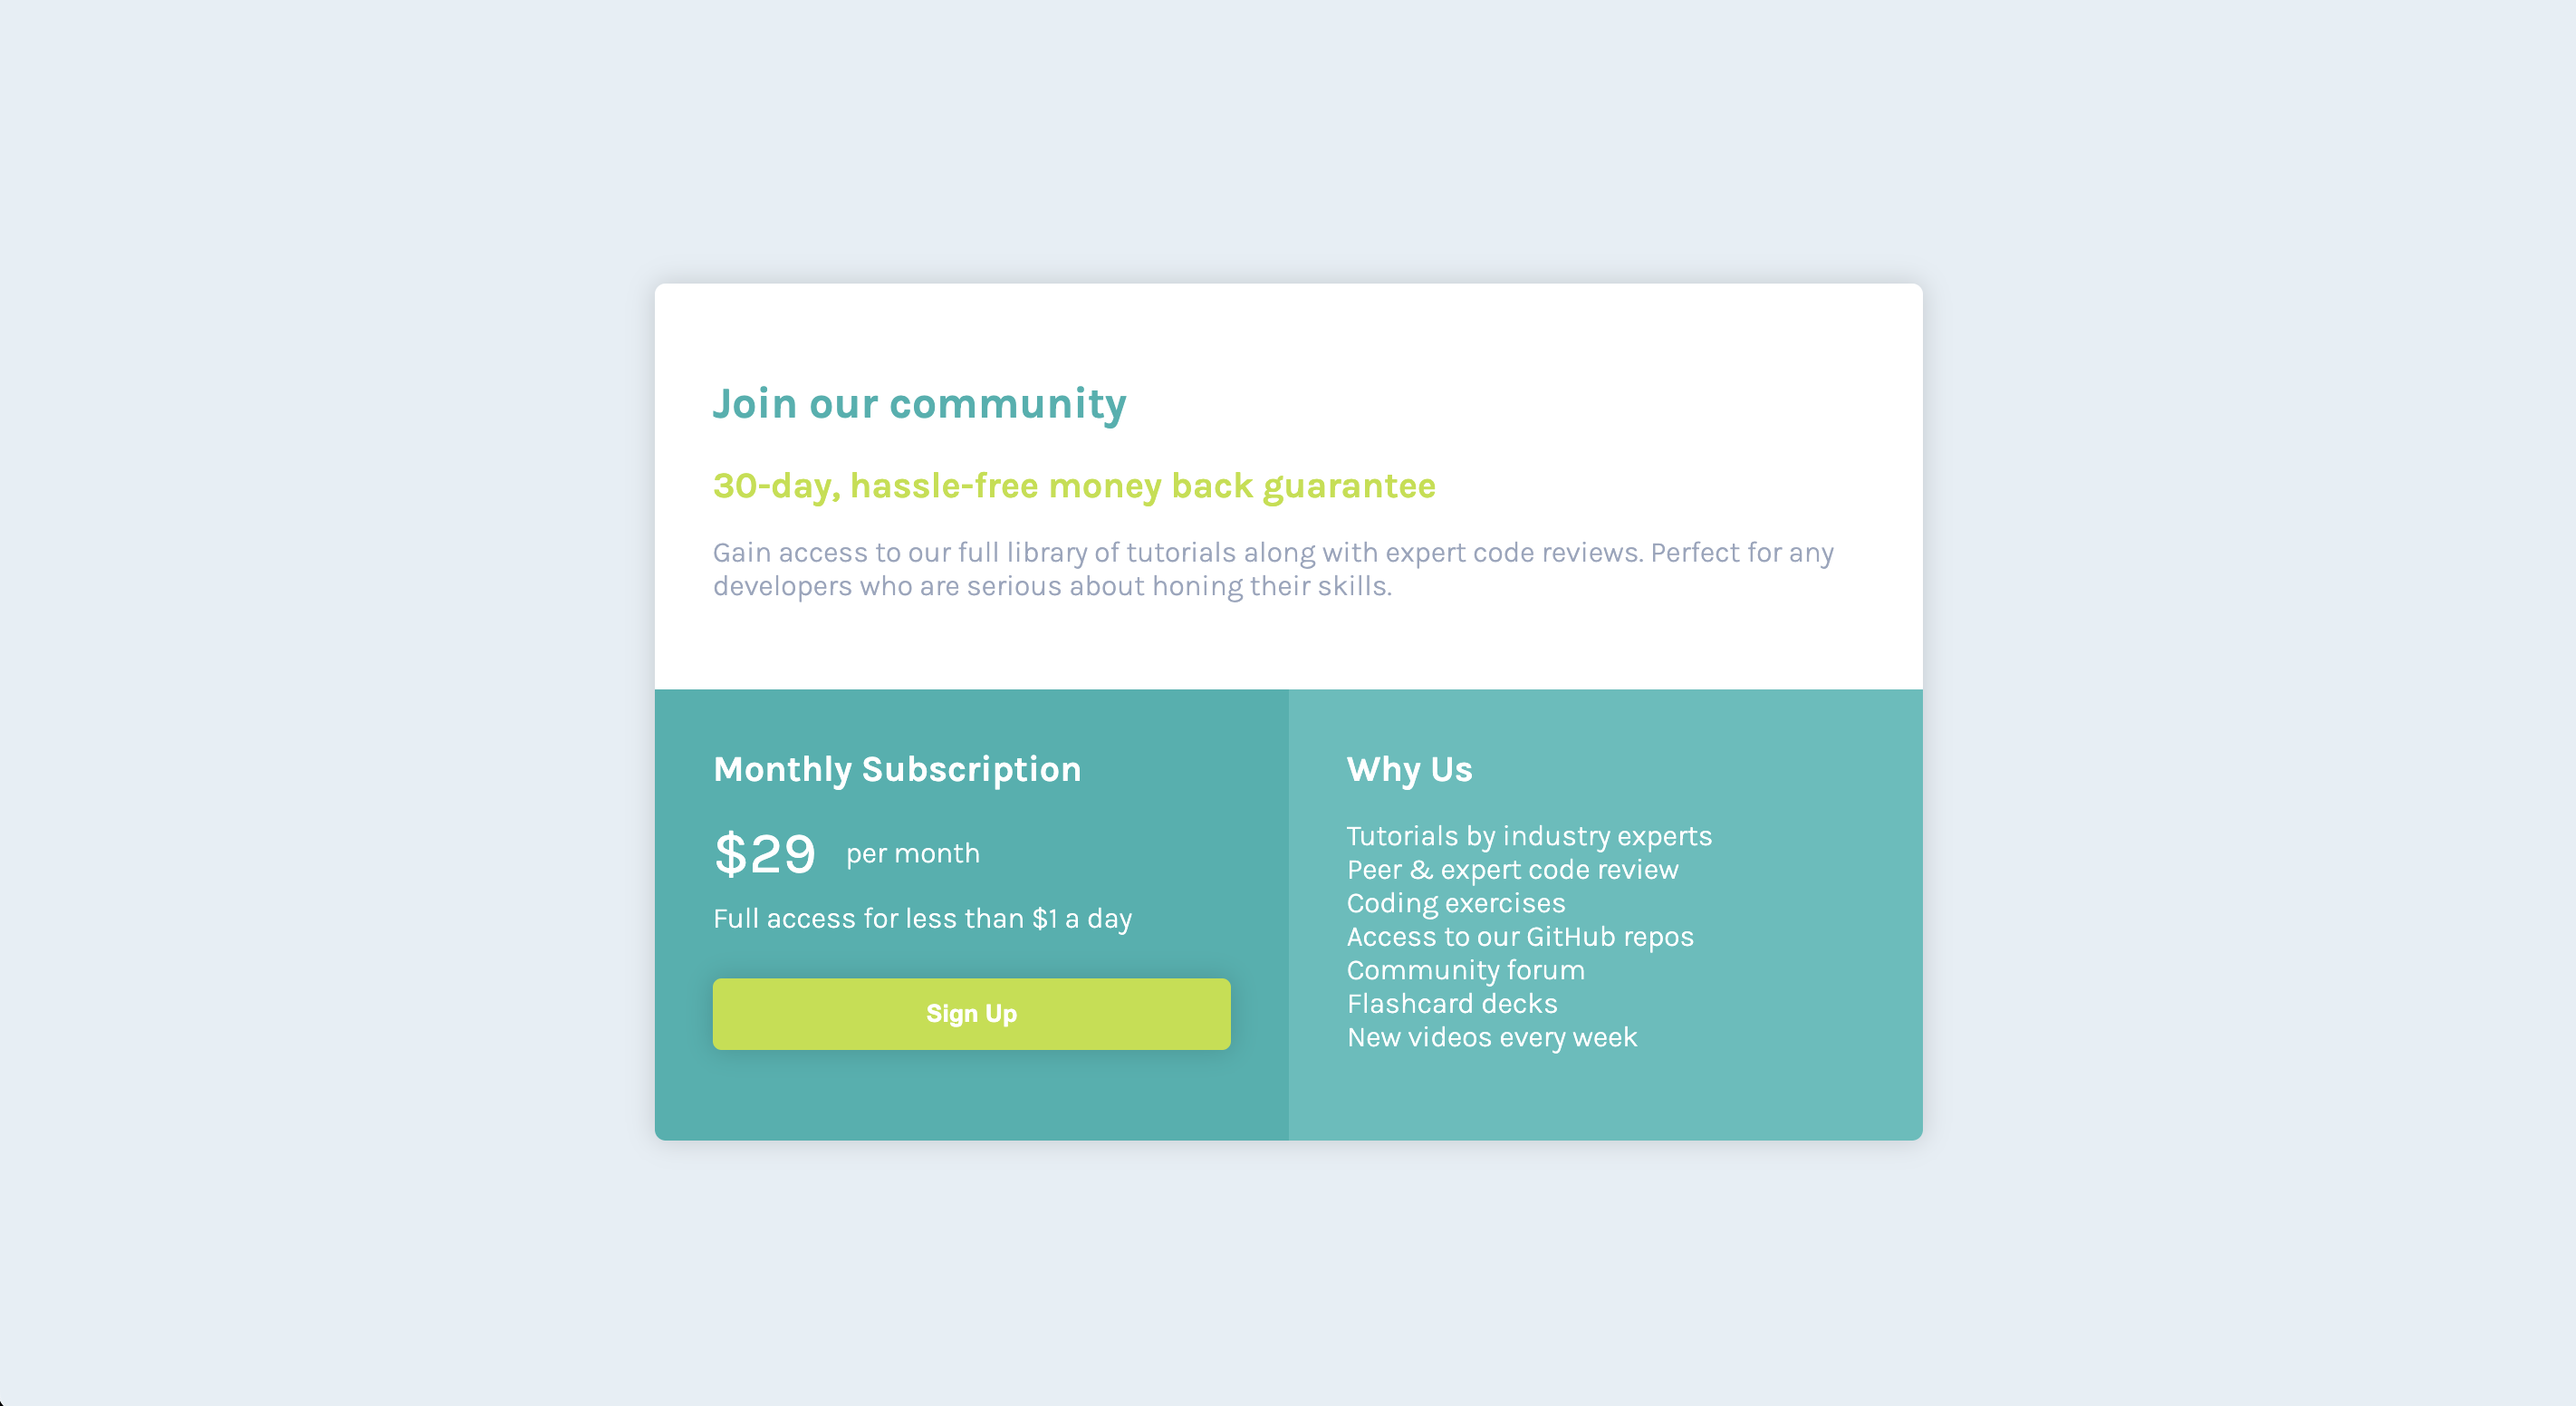 Join our community
30-day, hassle-free money back guarantee
Gain access to our full library of tutorials along with expert code reviews. Perfect for any
developers who are serious about honing their skills.
Monthly Subscription
$29 per month
Full access for less than $1 a day
Sign Up
Why Us
Tutorials by industry experts
Peer & expert code review
Coding exercises
Access to our GitHub repos
Community forum
Flashcard decks
New videos every week